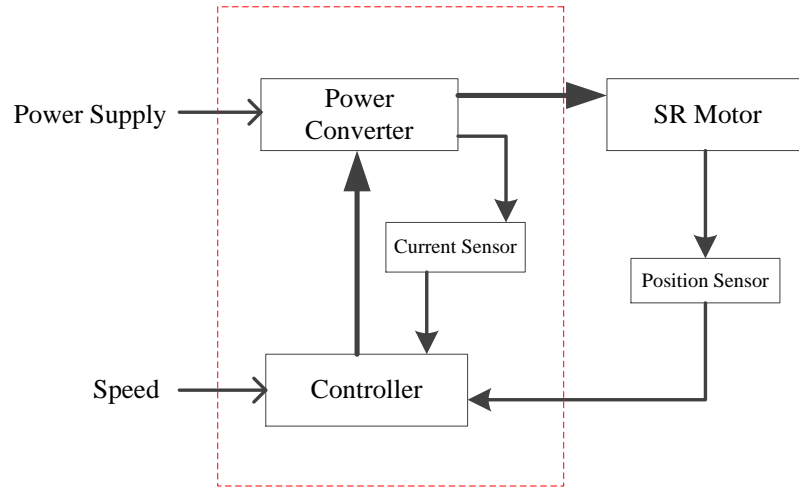 Power Supply
Power
Converter
SR Motor
Current Sensor
Position Sensor
Speed
Controller